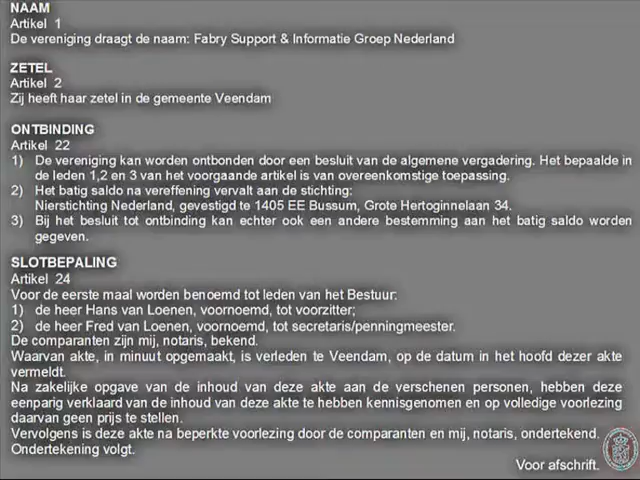 NAAM
Artikel 1
De vereniging draagt de naam: Fabry Support & Informatie Groep Nederland
ZETEL
Artikel 2
Zij heeft haar zetel in de gemeente Veendam
ONTBINDING
Artikel 22
1) De vereniging kan worden ontbonden door een besluit van de algemene vergadering. Het bepaalde in
de leden 1,2 en 3 van het voorgaande artikel is van overeenkomstige toepassing.
2) Het batig saldo na vereffening vervalt aan de stichting:
Nierstichting Nederland, gevestigd te 1405 EE Bussum, Grote Hertoginnelaan 34.
3) Bij het besluit tot ontbinding kan echter ook een andere bestemming aan het batig saldo worden
gegeven.
SLOTBEPALING
Artikel 24
Voor de eerste maal worden benoemd tot leden van het Bestuur:
1) de heer Hans van Loenen, voornoemd, tot voorzitter;
2) de heer Fred van Loenen, voornoemd, tot secretaris/penningmeester.
De comparanten zijn mij, notaris, bekend.
Waarvan akte, in minuut opgemaakt, is verleden te Veendam, op de datum in het hoofd dezer akte
vermeldt.
Na zakelijke opgave van de inhoud van deze akte aan de verschenen personen, hebben deze
eenparig verklaard van de inhoud van deze akte te hebben kennisgenomen en op volledige voorlezing
daarvan geen prijs te stellen.
Vervolgens is deze akte na beperkte voorlezing door de comparanten en mij, notaris, ondertekend.
Ondertekening volgt.
Voor afschrift.